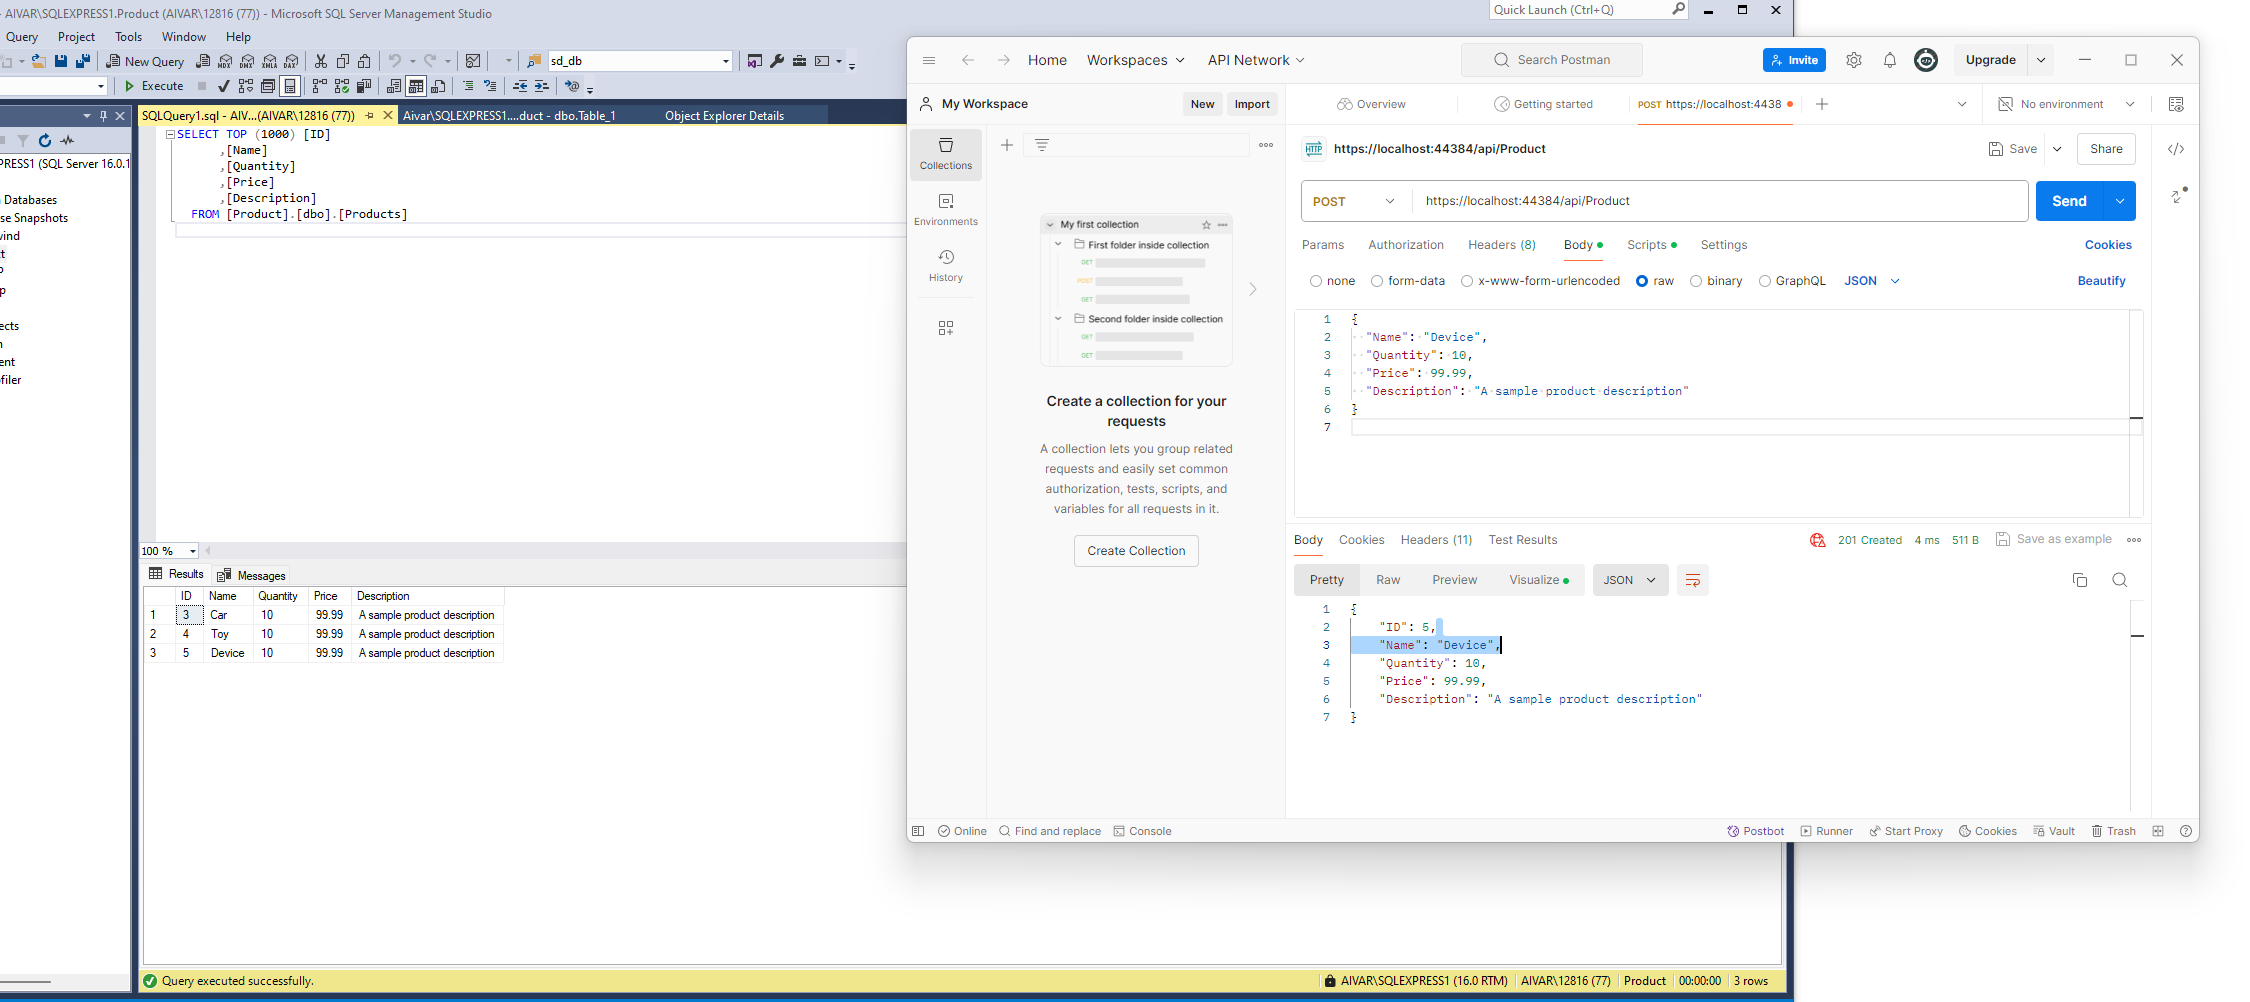 - AIVAR\SQLEXPRESS1.Product (AIVAR\12816 (77)) - Microsoft SQL Server Management Studio
Quick Launch (Ctrl+Q)
Query Project Tools Window Help
New Query MDX DMX XMLA DAX sd_db
Execute
SQLQuery1.sql - AIV...(AIVAR\12816 (77)) Aivar\SQLEXPRESS1....duct - dbo.Table_1 Object Explorer Details
PRESS1 (SQL Server 16.0.1
Databases
se Snapshots
vind
ct
p
ects
ent
filer
SELECT TOP (1000) [ID]
,[Name]
,[Quantity]
,[Price]
,[Description]
FROM [Product].[dbo].[Products]
100 %
Results Messages
ID Name Quantity Price Description
1 3 Car 10 99.99 A sample product description
2 4 Toy 10 99.99 A sample product description
3 5 Device 10 99.99 A sample product description
Query executed successfully.
AIVAR\SQLEXPRESS1 (16.0 RTM) AIVAR\12816 (77) Product 00:00:00 3 rows
Home Workspaces API Network Search Postman Invite Upgrade
My Workspace New Import Overview Getting started POST https://localhost:4438 No environment
Collections
Environments
History
My first collection
First folder inside collection
GET
POST
GET
Second folder inside collection
GET
GET
Create a collection for your
requests
A collection lets you group related
requests and easily set common
authorization, tests, scripts, and
variables for all requests in it.
Create Collection
HTTP https://localhost:44384/api/Product Save Share
POST https://localhost:44384/api/Product Send
Params Authorization Headers (8) Body Scripts Settings Cookies
none form-data x-www-form-urlencoded raw binary GraphQL JSON Beautify
1 {
2 "Name": "Device",
3 "Quantity": 10,
4 "Price": 99.99,
5 "Description": "A sample product description"
6 }
7
Body Cookies Headers (11) Test Results 201 Created 4 ms 511 B Save as example
Pretty Raw Preview Visualize JSON
1 {
2 "ID": 5,
3 "Name": "Device",
4 "Quantity": 10,
5 "Price": 99.99,
6 "Description": "A sample product description"
7 }
Online Find and replace Console Postbot Runner Start Proxy Cookies Vault Trash